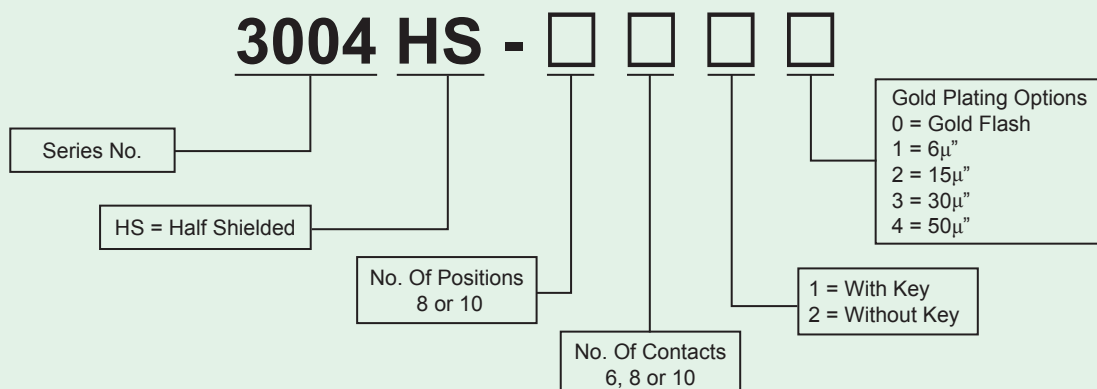 3004 HS - □ □ □ □
Series No.
HS = Half Shielded
No. Of Positions
8 or 10
No. Of Contacts
6, 8 or 10
1 = With Key
2 = Without Key
Gold Plating Options
0 = Gold Flash
1 = 6µ”
2 = 15µ”
3 = 30µ”
4 = 50µ”